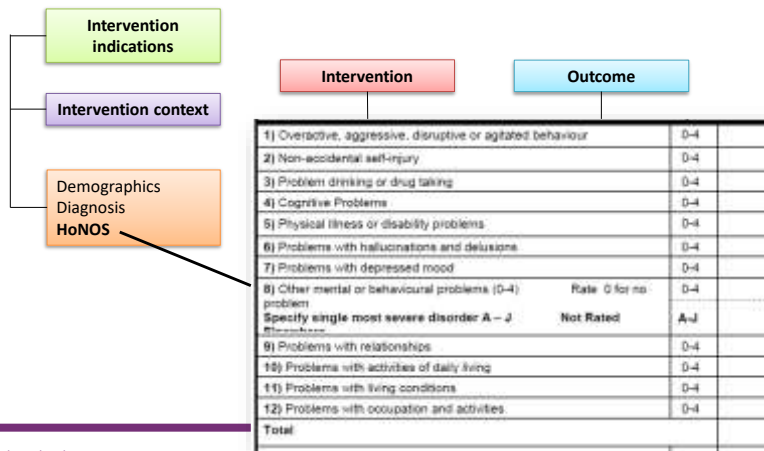 Intervention
indications
Intervention context
Demographics
Diagnosis
HoNOS
Intervention
Outcome
1) Overactive, aggressive, disruptive or agitated behaviour 0-4
2) Non-accidental self-injury 0-4
3) Problem drinking or drug taking 0-4
4) Cognitive Problems 0-4
5) Physical Illness or disability problems 0-4
6) Problems with hallucinations and delusions 0-4
7) Problems with depressed mood 0-4
8) Other mental or behavioural problems (0-4) Rate 0 for no 0-4
problem
Specify single most severe disorder A – J Not Rated A-J
9) Problems with relationships 0-4
10) Problems with activities of daily living 0-4
11) Problems with living conditions 0-4
12) Problems with occupation and activities 0-4
Total